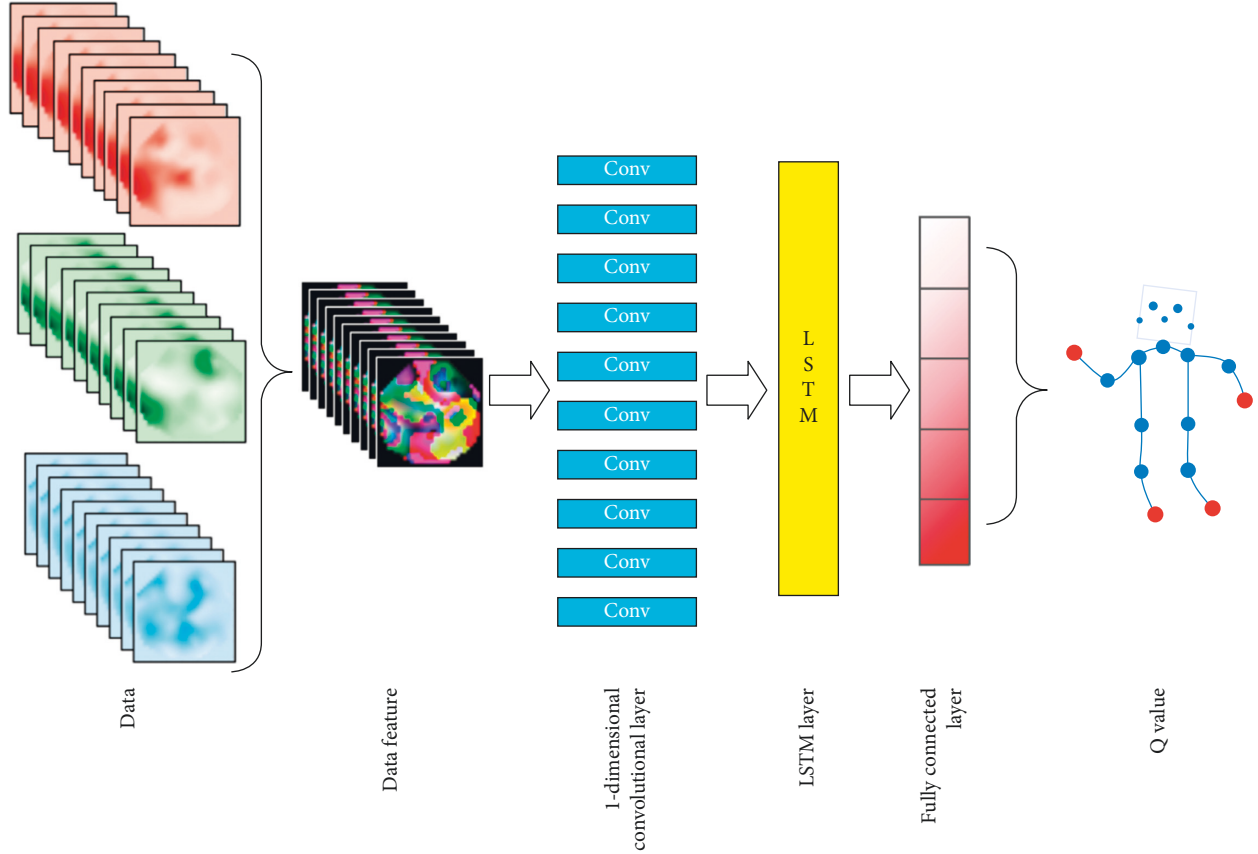 Conv
Conv
Conv
Conv
Conv
Conv
Conv
Conv
Conv
Conv
L
S
T
M
Data
Data feature
1-dimensional
convolutional layer
LSTM layer
Fully connected
layer
Q value